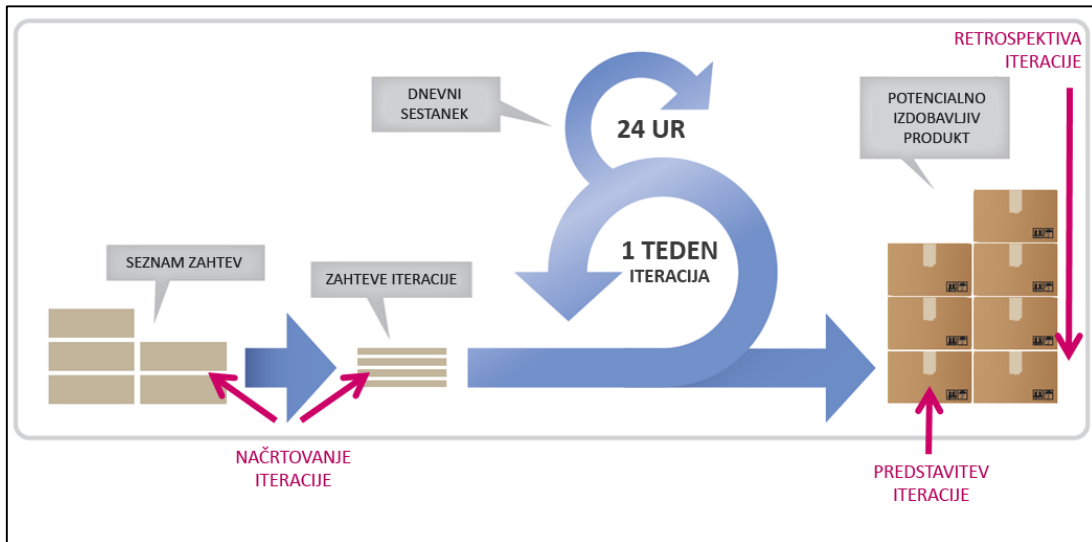 RETROSPEKTIVA
ITERACIJE
DNEVNI
SESTANEK
24 UR
POTENCIALNO
IZDOBAVLJIV
PRODUKT
1 TEDEN
ITERACIJA
SEZNAM ZAHTEV
ZAHTEVE ITERACIJE
NAČRTOVANJE
ITERACIJE
PREDSTAVITEV
ITERACIJE